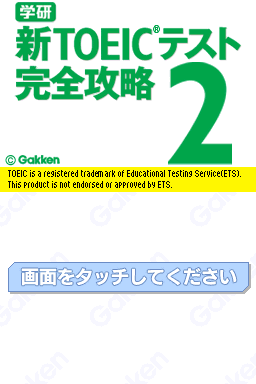 学研
新TOEIC®テスト
完全攻略
2
© Gakken
TOEIC is a registered trademark of Educational Testing Service(ETS).
This product is not endorsed or approved by ETS.
画面をタッチしてください